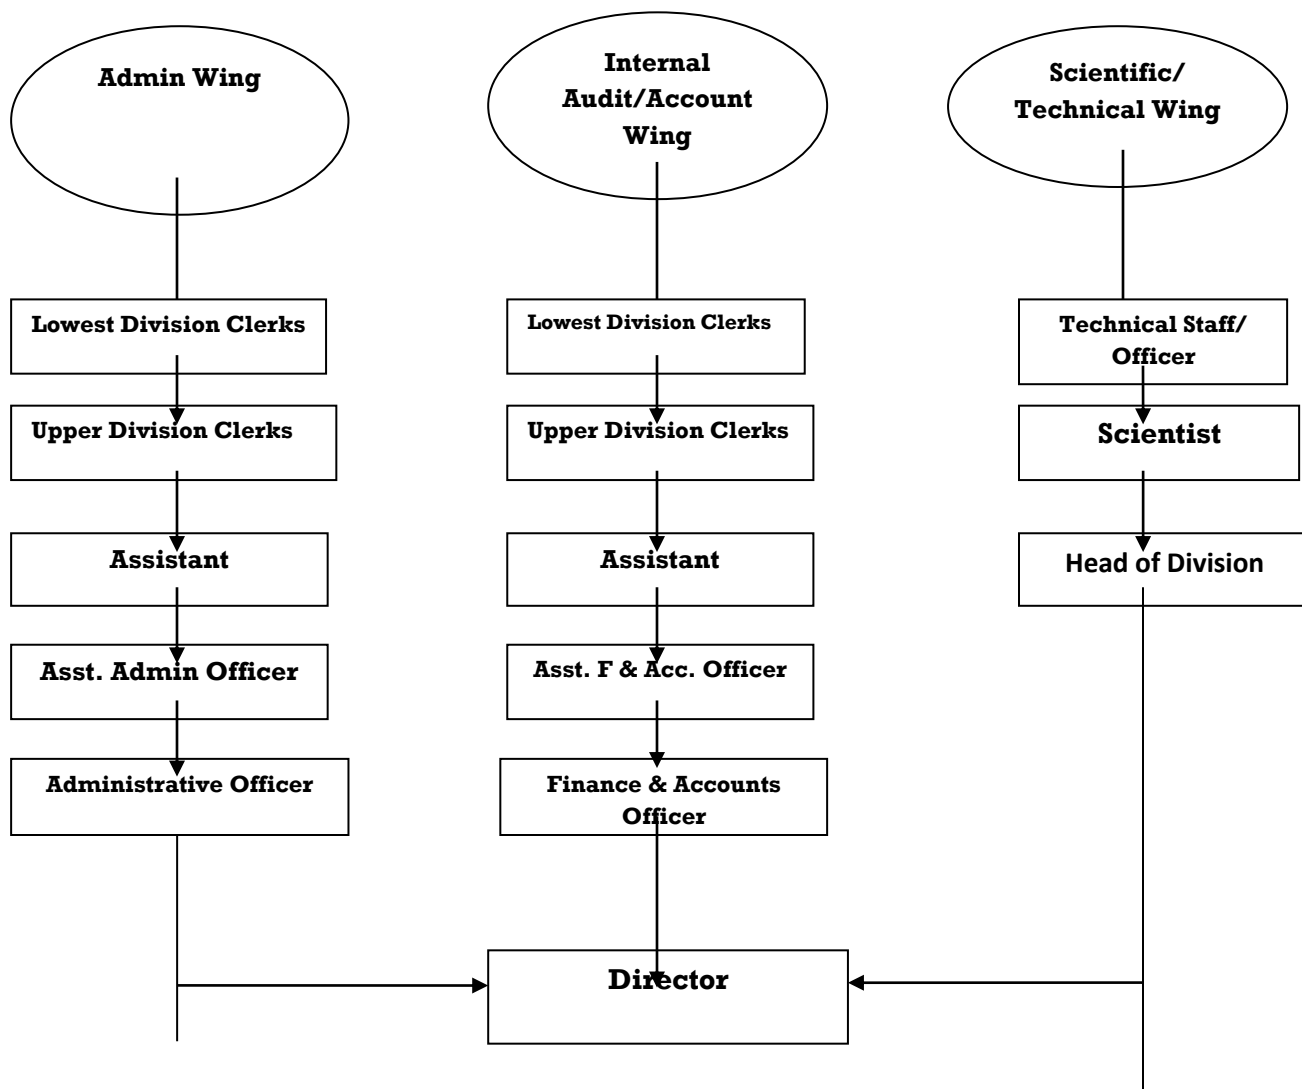 Admin Wing
Internal
Audit/Account
Wing
Scientific/
Technical Wing
Lowest Division Clerks
Lowest Division Clerks
Technical Staff/
Officer
Upper Division Clerks
Upper Division Clerks
Scientist
Assistant
Assistant
Head of Division
Asst. Admin Officer
Asst. F & Acc. Officer
Administrative Officer
Finance & Accounts
Officer
Director